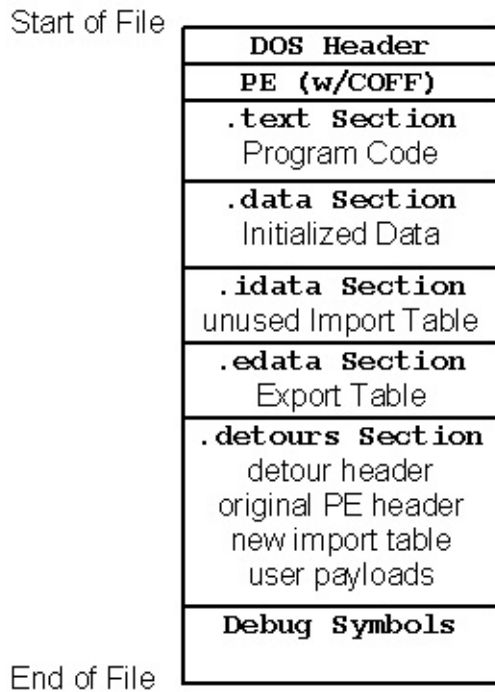 Start of File
DOS Header
PE (w/COFF)
.text Section
Program Code
.data Section
Initialized Data
.idata Section
unused Import Table
.edata Section
Export Table
.detours Section
detour header
original PE header
new import table
user payloads
Debug Symbols
End of File